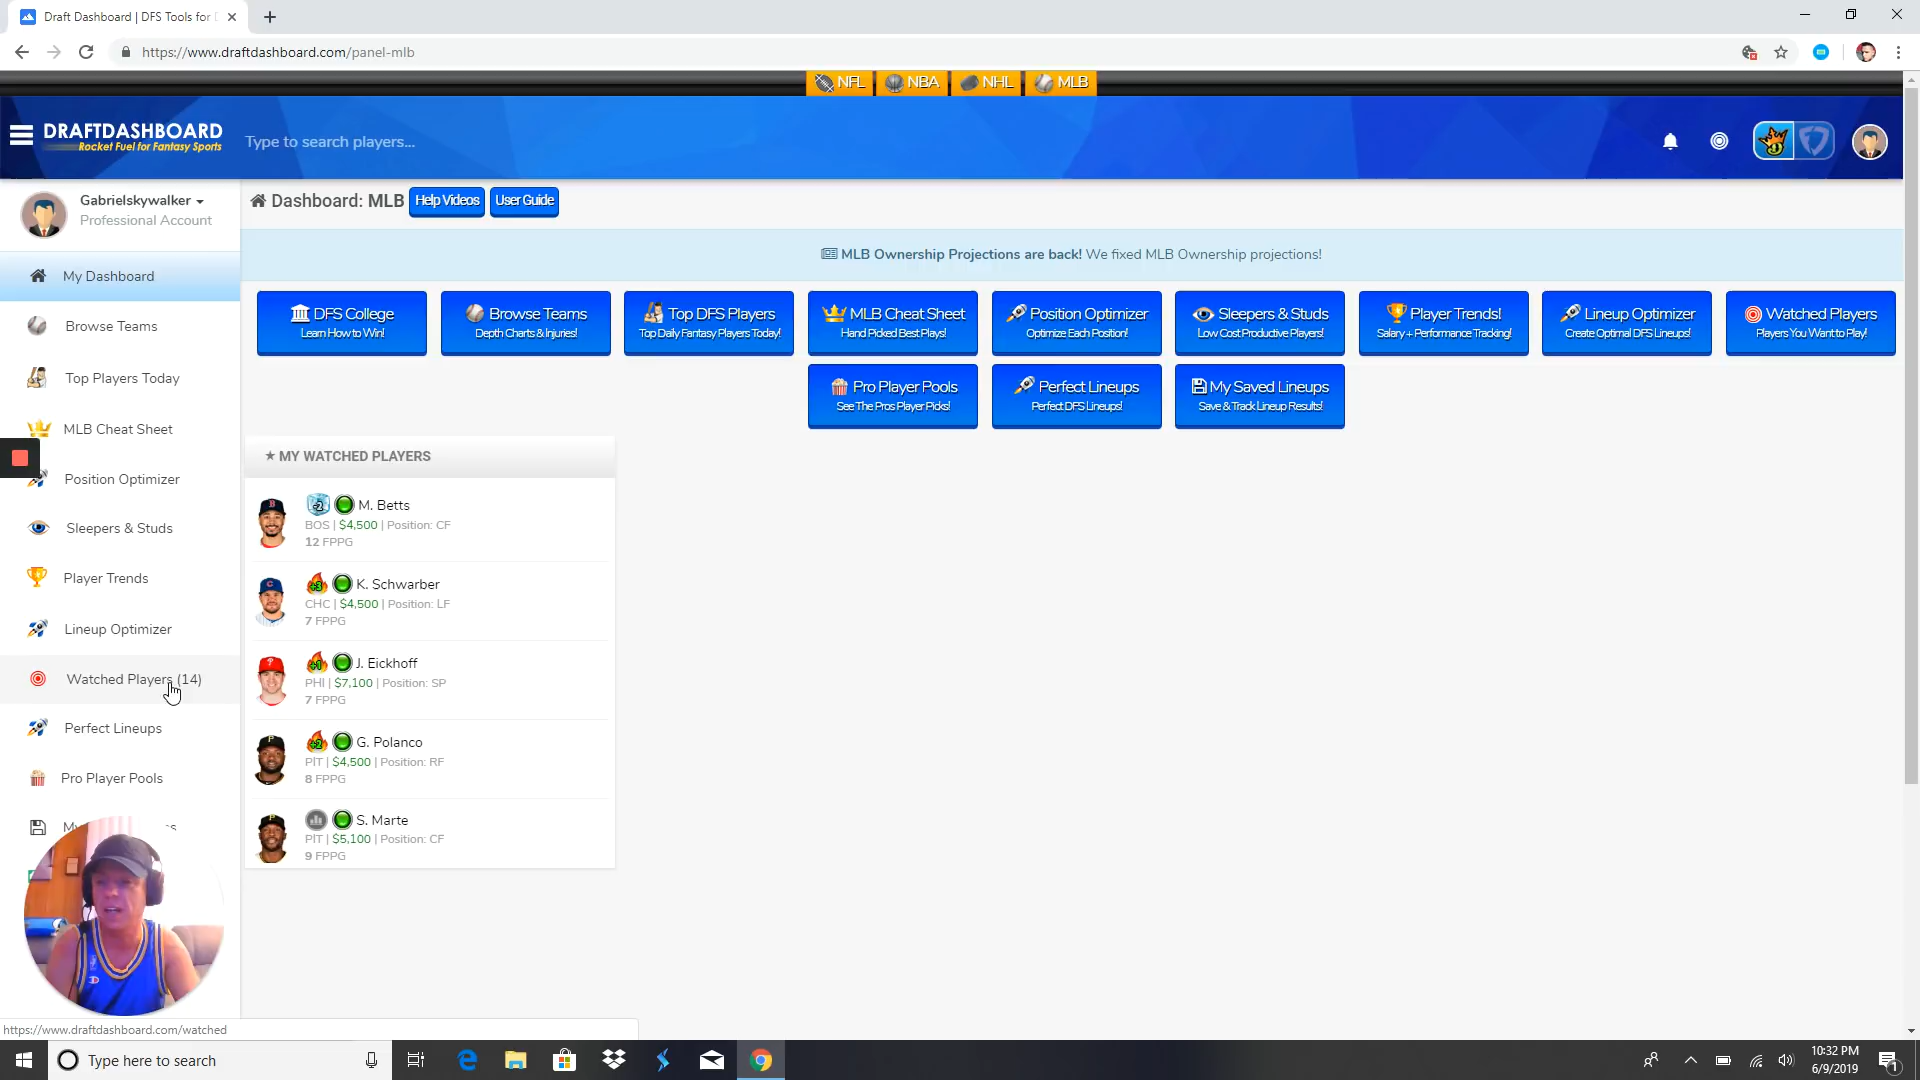 Draft Dashboard | DFS Tools for D
https://www.draftdashboard.com/panel-mlb
NFL NBA NHL MLB
DRAFTDASHBOARD
Rocket Fuel for Fantasy Sports
Type to search players...
Gabrielskywalker
Professional Account
Dashboard: MLB Help Videos User Guide
MLB Ownership Projections are back! We fixed MLB Ownership projections!
My Dashboard
Browse Teams
Top Players Today
MLB Cheat Sheet
Position Optimizer
Sleepers & Studs
Player Trends
Lineup Optimizer
Watched Players (14)
Perfect Lineups
Pro Player Pools
DFS College
Learn How to Win!
Browse Teams
Depth Charts & Injuries!
Top DFS Players
Top Daily Fantasy Players Today!
MLB Cheat Sheet
Hand Picked Best Plays!
Position Optimizer
Optimize Each Position!
Sleepers & Studs
Low Cost Productive Players!
Player Trends!
Salary + Performance Tracking!
Lineup Optimizer
Create Optimal DFS Lineups!
Watched Players
Players You Want to Play!
Pro Player Pools
See The Pros Player Picks!
Perfect Lineups
Perfect DFS Lineups!
My Saved Lineups
Save & Track Lineup Results!
MY WATCHED PLAYERS
-2 M. Betts
BOS | $4,500 | Position: CF
12 FPPG
+3 K. Schwarber
CHC | $4,500 | Position: LF
7 FPPG
+1 J. Eickhoff
PHI | $7,100 | Position: SP
7 FPPG
+2 G. Polanco
PIT | $4,500 | Position: RF
8 FPPG
S. Marte
PIT | $5,100 | Position: CF
9 FPPG
https://www.draftdashboard.com/watched
Type here to search
10:32 PM
6/9/2019
1